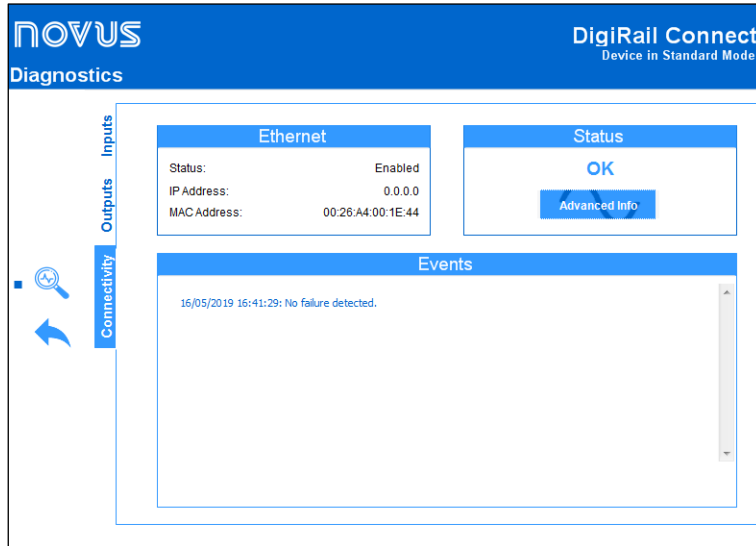 NOVUS
DigiRail Connect
Device in Standard Mode
Diagnostics
Inputs
Outputs
Connectivity
Ethernet
Status: Enabled
IP Address: 0.0.0.0
MAC Address: 00:26:A4:00:1E:44
Status
OK
Advanced Info
Events
16/05/2019 16:41:29: No failure detected.